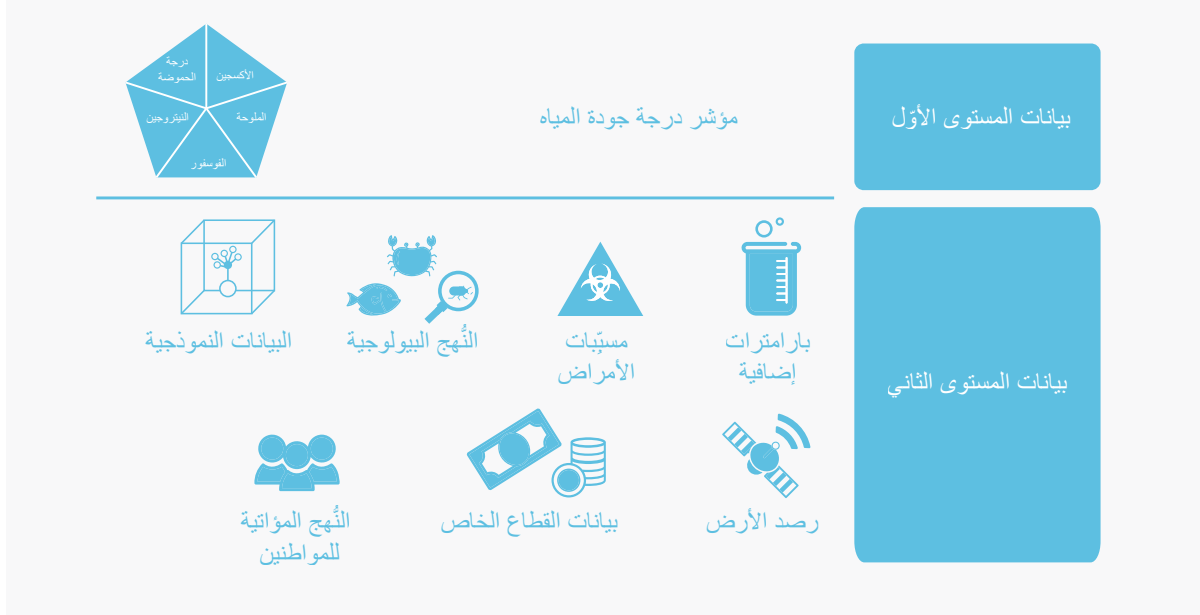 بيانات المستوى الأوّل
مؤشر درجة جودة المياه
درجة
الحموضة
الأكسجين
النيتروجين
الملوحة
الفوسفور
بيانات المستوى الثاني
بارامترات
إضافية
مسبِّبات
الأمراض
النُّهج البيولوجية
البيانات النموذجية
رصد الأرض
بيانات القطاع الخاص
النُّهج المؤاتية
للمواطنين